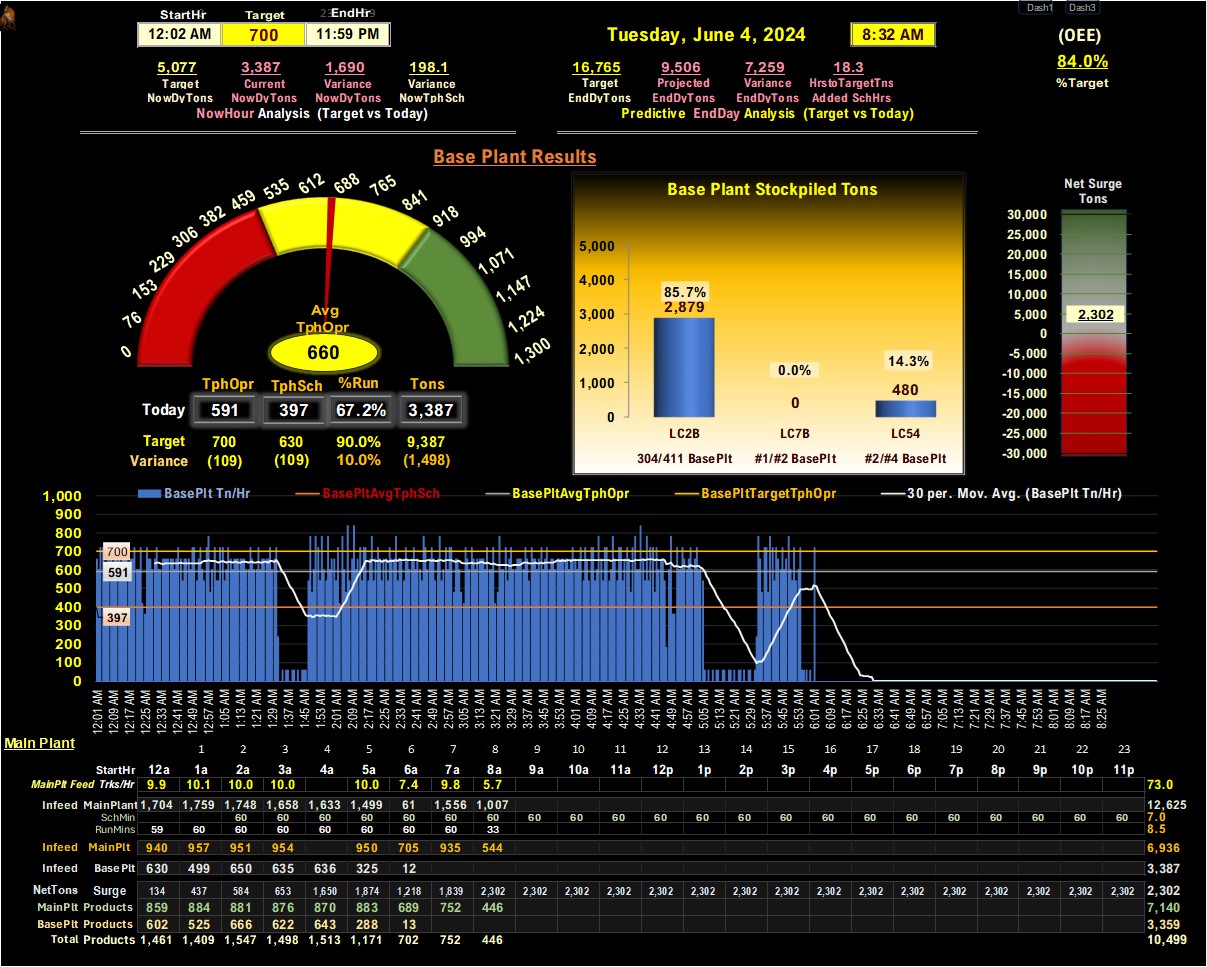 StartHr Target EndHr Dash1 Dash3
12:02 AM 700 11:59 PM Tuesday, June 4, 2024 8:32 AM (OEE)
5,077 3,387 1,690 198.1 16,765 9,506 7,259 18.3 84.0%
Target Current Variance Variance Target Projected Variance HrstoTargetTns %Target
NowDyTons NowDyTons NowDyTons NowTphSch EndDyTons EndDyTons EndDyTons Added SchHrs
NowHour Analysis (Target vs Today) Predictive EndDay Analysis (Target vs Today)
Base Plant Results
0 76 153 229 306 382 459 535 612 688 765 841 918 994 1,071 1,147 1,224 1,300
Avg
TphOpr
660
TphOpr TphSch %Run Tons
Today 591 397 67.2% 3,387
Target 700 630 90.0% 9,387
Variance (109) (109) 10.0% (1,498)
Base Plant Stockpiled Tons
5,000
4,000
3,000
2,000
1,000
0
85.7%
2,879
0.0%
0
14.3%
480
LC2B LC7B LC54
304/411 BasePlt #1/#2 BasePlt #2/#4 BasePlt
Net Surge
Tons
30,000
25,000
20,000
15,000
10,000
5,000
0
-5,000
-10,000
-15,000
-20,000
-25,000
-30,000
2,302
BasePlt Tn/Hr BasePltAvgTphSch BasePltAvgTphOpr BasePltTargetTphOpr 30 per. Mov. Avg. (BasePlt Tn/Hr)
1,000
900
800
700
600
500
400
300
200
100
0
700
591
397
12:01 AM 12:09 AM 12:17 AM 12:25 AM 12:33 AM 12:41 AM 12:49 AM 12:57 AM 1:05 AM 1:13 AM 1:21 AM 1:29 AM 1:37 AM 1:45 AM 1:53 AM 2:01 AM 2:09 AM 2:17 AM 2:25 AM 2:33 AM 2:41 AM 2:49 AM 2:57 AM 3:05 AM 3:13 AM 3:21 AM 3:29 AM 3:37 AM 3:45 AM 3:53 AM 4:01 AM 4:09 AM 4:17 AM 4:25 AM 4:33 AM 4:41 AM 4:49 AM 4:57 AM 5:05 AM 5:13 AM 5:21 AM 5:29 AM 5:37 AM 5:45 AM 5:53 AM 6:01 AM 6:09 AM 6:17 AM 6:25 AM 6:33 AM 6:41 AM 6:49 AM 6:57 AM 7:05 AM 7:13 AM 7:21 AM 7:29 AM 7:37 AM 7:45 AM 7:53 AM 8:01 AM 8:09 AM 8:17 AM 8:25 AM
Main Plant
1 2 3 4 5 6 7 8 9 10 11 12 13 14 15 16 17 18 19 20 21 22 23
StartHr 12a 1a 2a 3a 4a 5a 6a 7a 8a 9a 10a 11a 12p 1p 2p 3p 4p 5p 6p 7p 8p 9p 10p 11p
MainPlt Feed Trks/Hr 9.9 10.1 10.0 10.0 10.0 7.4 9.8 5.7 73.0
Infeed MainPlant 1,704 1,759 1,748 1,658 1,633 1,499 61 1,556 1,007 12,625
SchMin 60 60 60 60 60 60 60 60 60 60 60 60 60 60 60 60 60 60 60 60 60 60 7.0
RunMins 59 60 60 60 60 60 60 60 33 8.5
Infeed MainPlt 940 957 951 954 950 705 935 544 6,936
Infeed Base Plt 630 499 650 635 636 325 12 3.387
NetTons Surge 134 437 584 653 1,650 1,874 1,218 1,839 2,302 2,302 2,302 2,302 2,302 2,302 2,302 2,302 2,302 2,302 2,302 2,302 2,302 2,302 2,302 2,302 2,302
MainPlt Products 859 884 881 876 870 883 689 752 446 7,140
BasePlt Products 602 525 666 622 643 288 13 3,359
Total Products 1,461 1,409 1,547 1,498 1,513 1,171 702 752 446 10,499